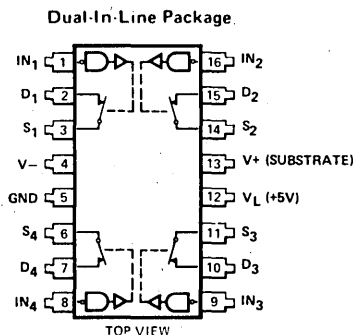 Dual-In-Line Package
IN1 1 16 IN2
D1 2 15 D2
S1 3 14 S2
V− 4 13 V+ (SUBSTRATE)
GND 5 12 VL (+5V)
S4 6 11 S3
D4 7 10 D3
IN4 8 9 IN3
TOP VIEW